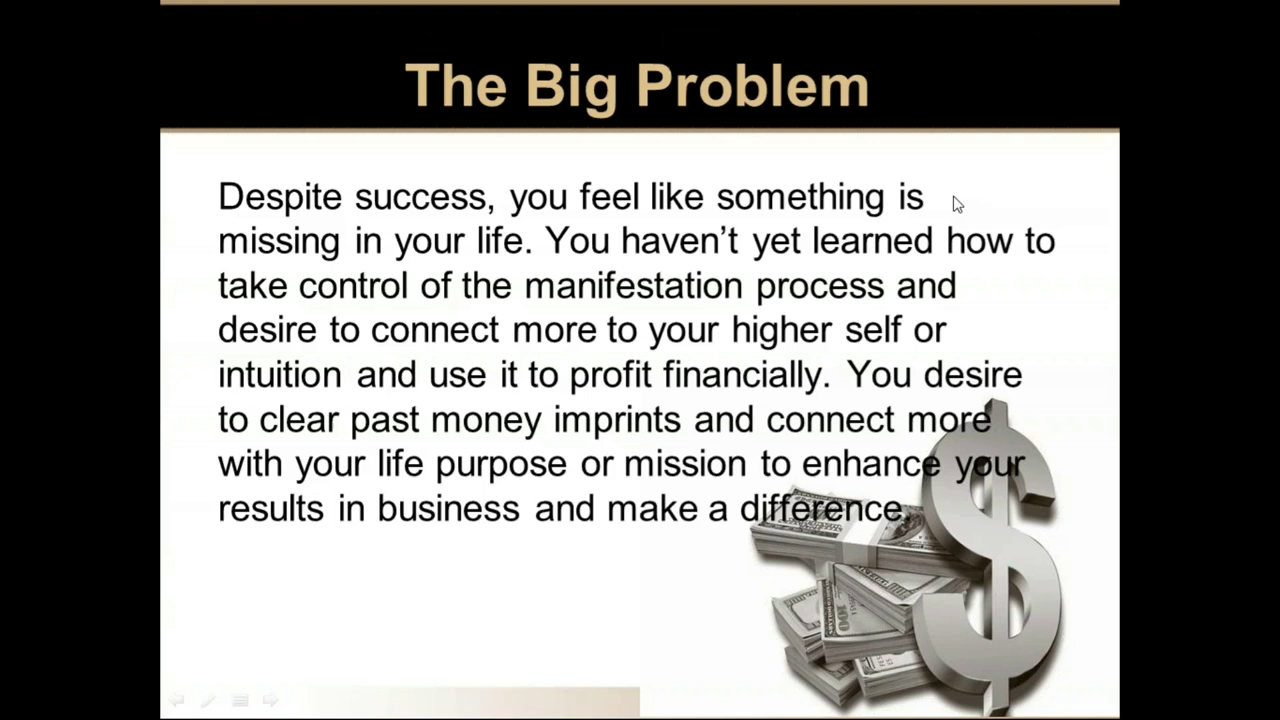 The Big Problem
Despite success, you feel like something is
missing in your life. You haven’t yet learned how to
take control of the manifestation process and
desire to connect more to your higher self or
intuition and use it to profit financially. You desire
to clear past money imprints and connect more
with your life purpose or mission to enhance your
results in business and make a difference.
$
100